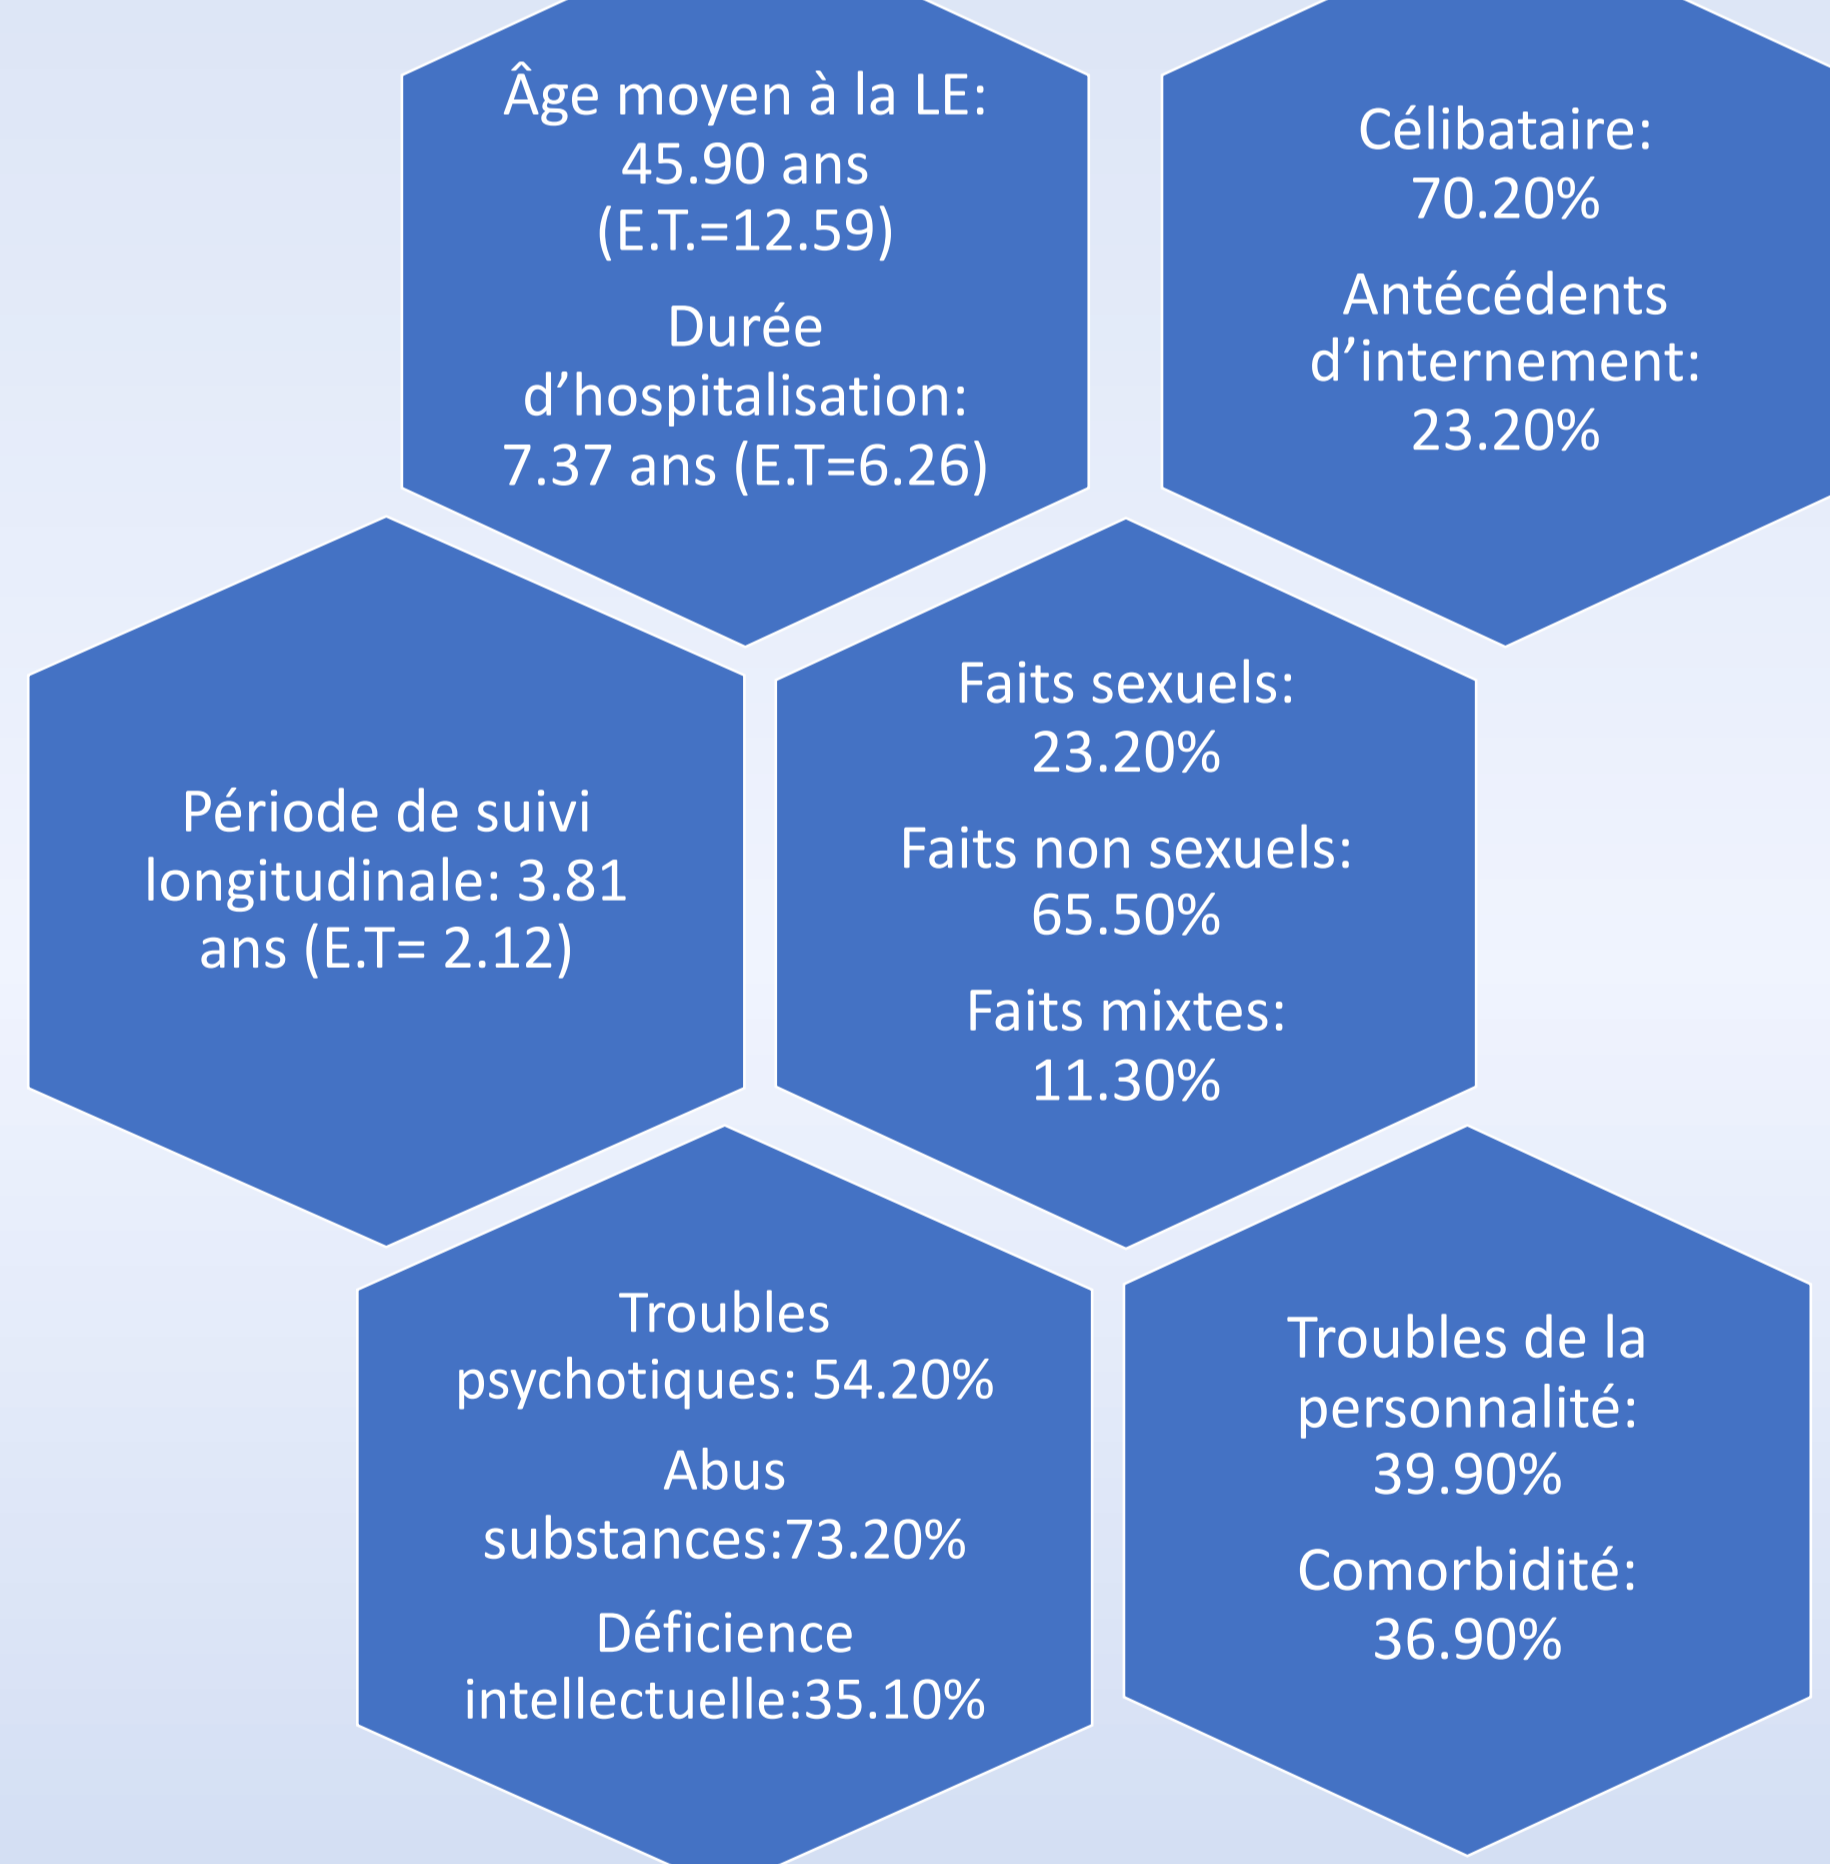 Âge moyen à la LE:
45.90 ans
(E.T.=12.59)
Durée
d’hospitalisation:
7.37 ans (E.T=6.26)
Célibataire:
70.20%
Antécédents
d’internement:
23.20%
Période de suivi
longitudinale: 3.81
ans (E.T= 2.12)
Faits sexuels:
23.20%
Faits non sexuels:
65.50%
Faits mixtes:
11.30%
Troubles
psychotiques: 54.20%
Abus
substances:73.20%
Déficience
intellectuelle:35.10%
Troubles de la
personnalité:
39.90%
Comorbidité:
36.90%